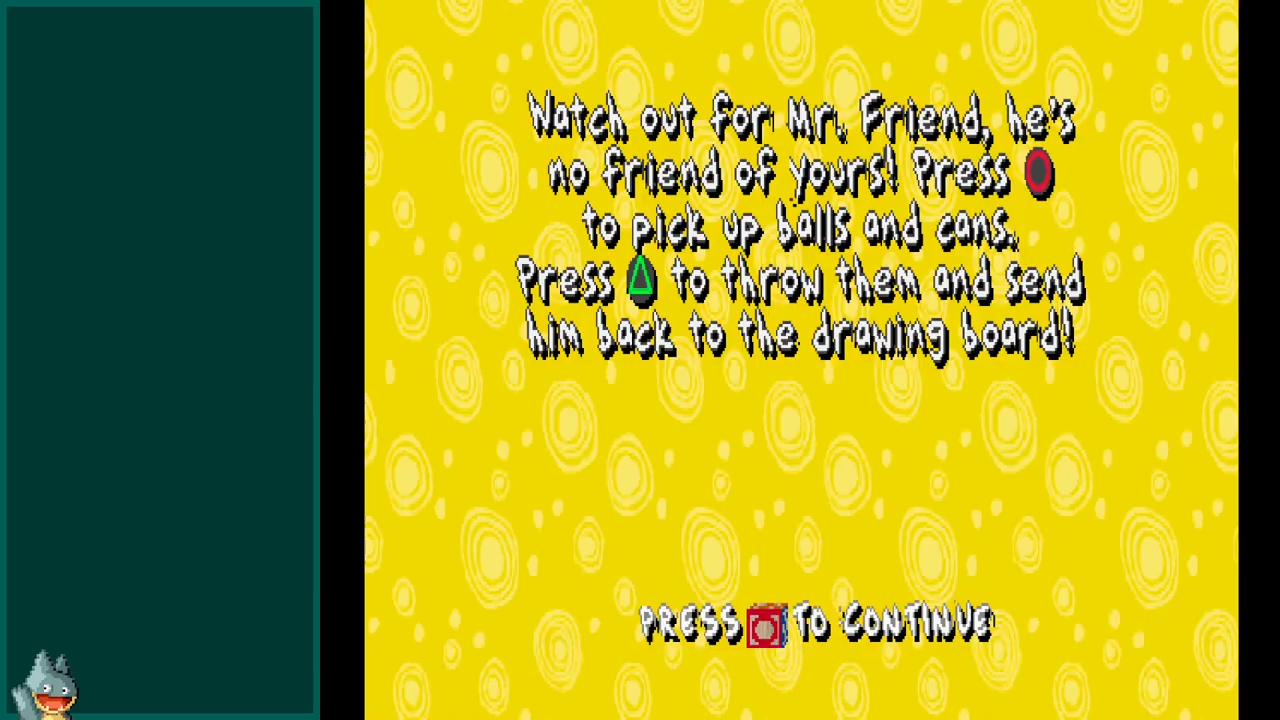 Watch out for Mr. Friend, he's
no friend of yours! Press
to pick up balls and cans.
Press to throw them and send
him back to the drawing board!
PRESS TO CONTINUE